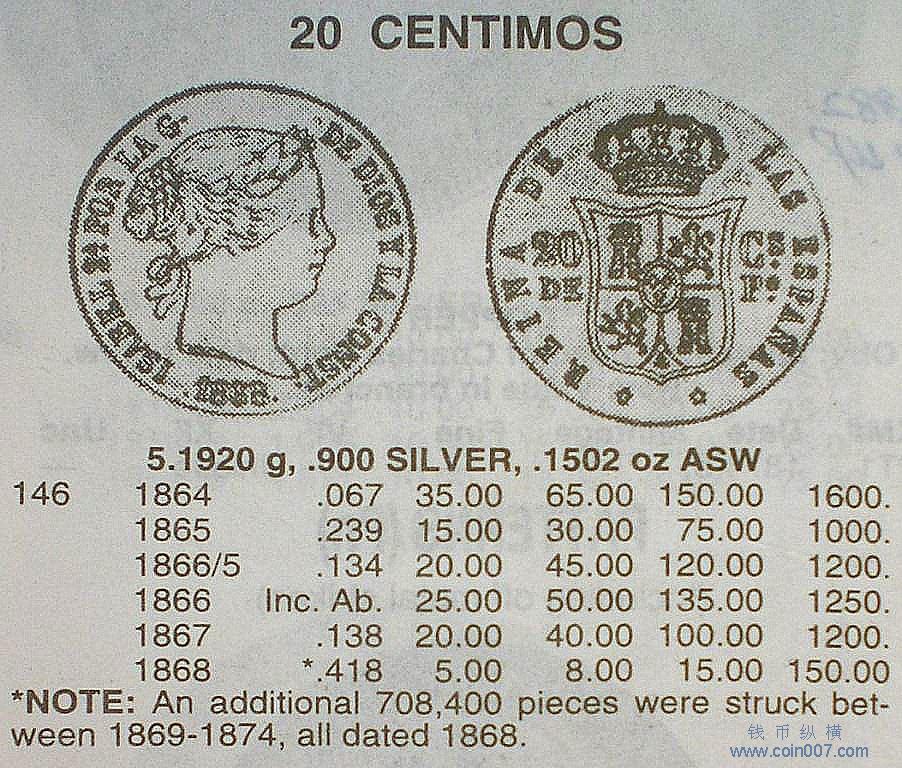 20 CENTIMOS
ISABEL 2A POR LA G. DE DIOS Y LA CONST.
1868.
REINA DE LAS ESPAÑAS
20 CS.
DE Po.
5.1920 g, .900 SILVER, .1502 oz ASW
146 1864 .067 35.00 65.00 150.00 1600.
1865 .239 15.00 30.00 75.00 1000.
1866/5 .134 20.00 45.00 120.00 1200.
1866 Inc. Ab. 25.00 50.00 135.00 1250.
1867 .138 20.00 40.00 100.00 1200.
1868 *.418 5.00 8.00 15.00 150.00
*NOTE: An additional 708,400 pieces were struck bet-
ween 1869-1874, all dated 1868.
钱币纵横
www.coin007.com